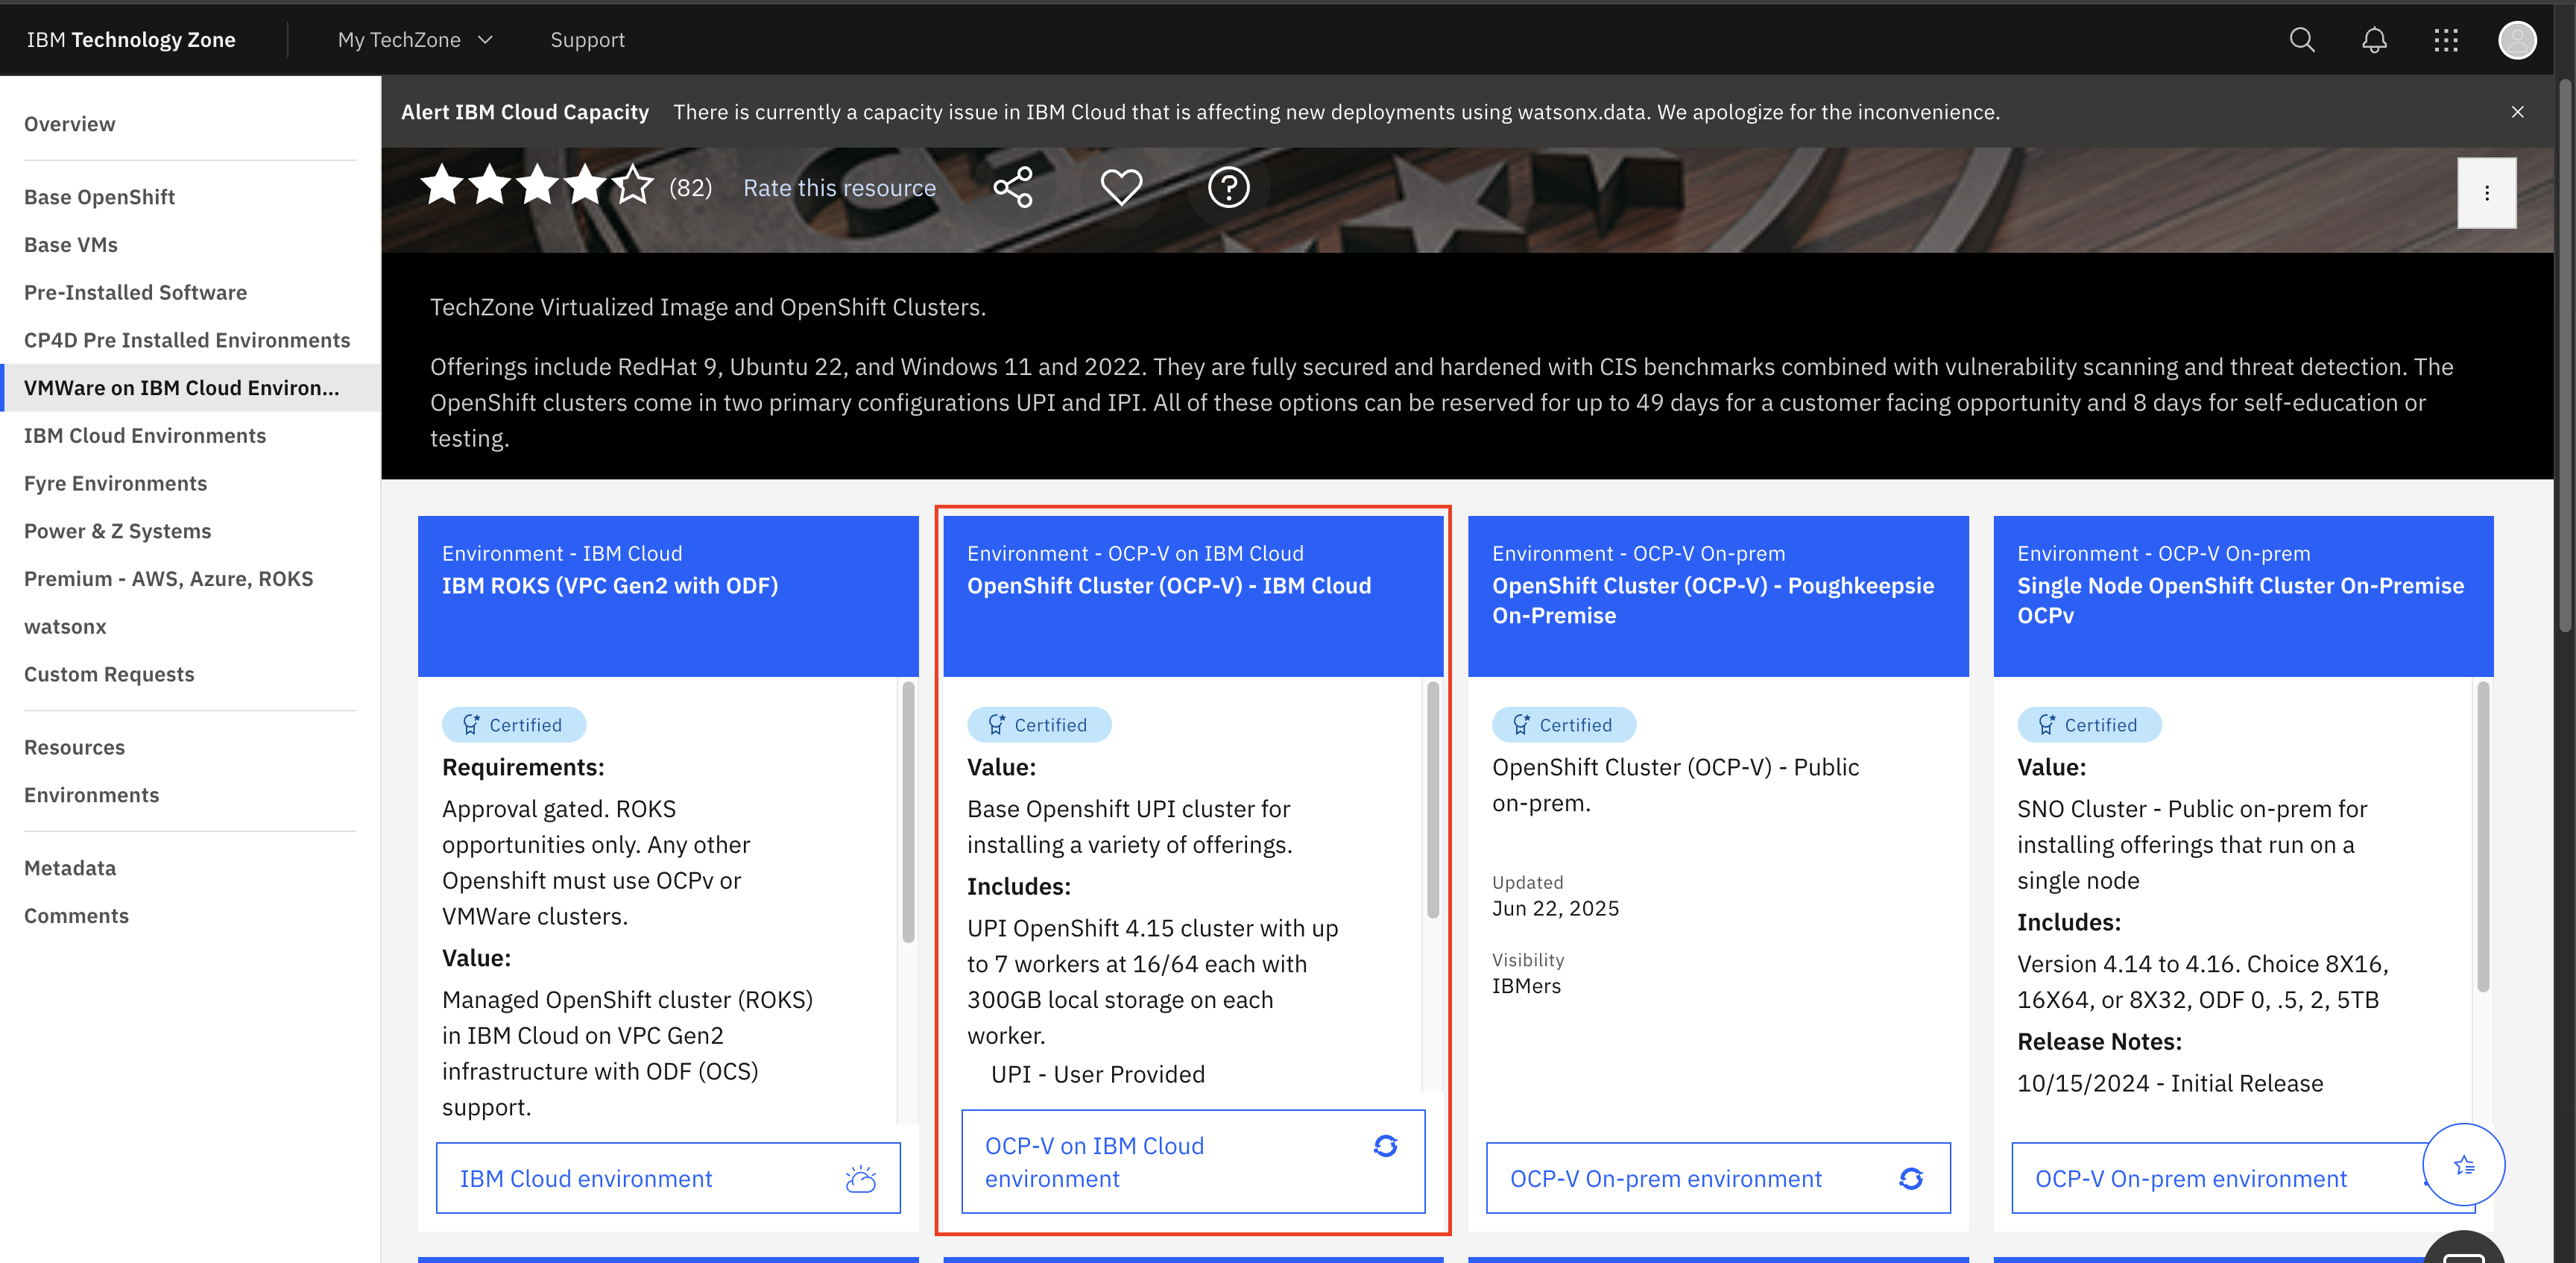 IBM Technology Zone
My TechZone
Support
Overview
Base OpenShift
Base VMs
Pre-Installed Software
CP4D Pre Installed Environments
VMWare on IBM Cloud Environ...
IBM Cloud Environments
Fyre Environments
Power & Z Systems
Premium - AWS, Azure, ROKS
watsonx
Custom Requests
Resources
Environments
Metadata
Comments
Alert IBM Cloud Capacity There is currently a capacity issue in IBM Cloud that is affecting new deployments using watsonx.data. We apologize for the inconvenience.
(82) Rate this resource
TechZone Virtualized Image and OpenShift Clusters.
Offerings include RedHat 9, Ubuntu 22, and Windows 11 and 2022. They are fully secured and hardened with CIS benchmarks combined with vulnerability scanning and threat detection. The
OpenShift clusters come in two primary configurations UPI and IPI. All of these options can be reserved for up to 49 days for a customer facing opportunity and 8 days for self-education or
testing.
Environment - IBM Cloud
IBM ROKS (VPC Gen2 with ODF)
Certified
Requirements:
Approval gated. ROKS
opportunities only. Any other
Openshift must use OCPv or
VMWare clusters.
Value:
Managed OpenShift cluster (ROKS)
in IBM Cloud on VPC Gen2
infrastructure with ODF (OCS)
support.
IBM Cloud environment
Environment - OCP-V on IBM Cloud
OpenShift Cluster (OCP-V) - IBM Cloud
Certified
Value:
Base Openshift UPI cluster for
installing a variety of offerings.
Includes:
UPI OpenShift 4.15 cluster with up
to 7 workers at 16/64 each with
300GB local storage on each
worker.
UPI - User Provided
OCP-V on IBM Cloud
environment
Environment - OCP-V On-prem
OpenShift Cluster (OCP-V) - Poughkeepsie
On-Premise
Certified
OpenShift Cluster (OCP-V) - Public
on-prem.
Updated
Jun 22, 2025
Visibility
IBMers
OCP-V On-prem environment
Environment - OCP-V On-prem
Single Node OpenShift Cluster On-Premise
OCPv
Certified
Value:
SNO Cluster - Public on-prem for
installing offerings that run on a
single node
Includes:
Version 4.14 to 4.16. Choice 8X16,
16X64, or 8X32, ODF 0, .5, 2, 5TB
Release Notes:
10/15/2024 - Initial Release
OCP-V On-prem environment